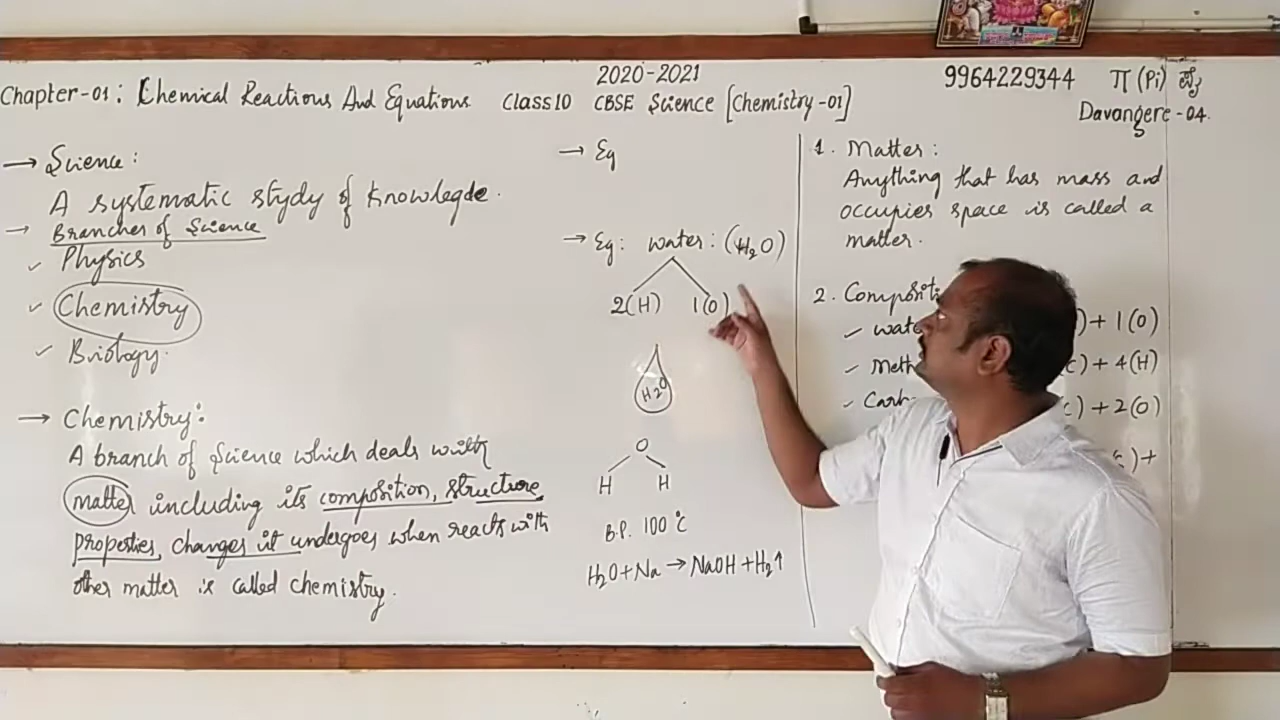 2020-2021
Chapter-01: Chemical Reactions And Equations Class 10 CBSE Science [Chemistry-01]
9964229344 π (Pi) ಪೈ
Davangere-04.
→ Science:
A systematic stydy of Knowlegde.
→ Branches of Science
✓ Physics
✓ Chemistry
✓ Biology.
→ Chemistry:
A branch of Science which deals with
matter including its composition, structure,
properties, changes it undergoes when reacts with
other matter is called chemistry.
→ Eg
→ Eg: water: (H₂O)
2(H) 1(O)
H₂O
O
H H
B.P. 100°C
H₂O + Na → NaOH + H₂↑
1. Matter:
Anything that has mass and
occupies space is called a
matter.
2. Compositi
✓ wat ) + 1(O)
✓ Meth c) + 4(H)
✓ Carb c) + 2(O)
c) +